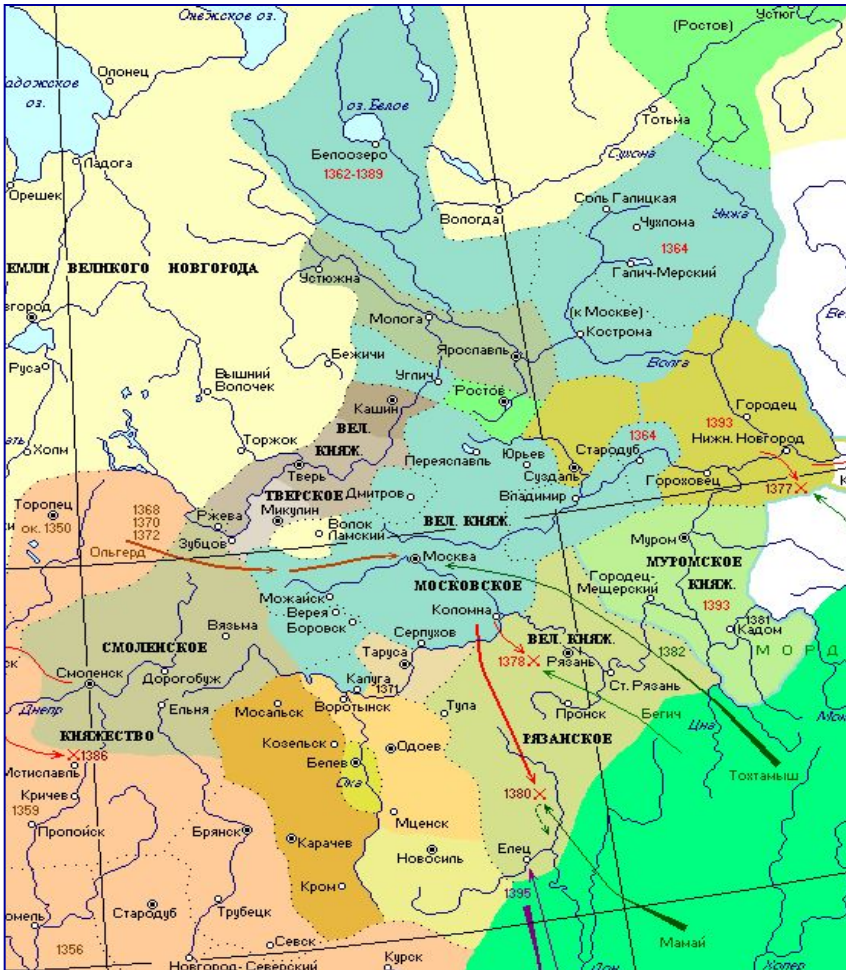 Онежское оз.
Устюг
(Ростов)
Олонец
оз.
оз. Белое
Тотьма
Белоозеро
1362-1389
Сухона
Ладога
Орешек
Вологда
Соль Галицкая
Чухлома
Унжа
1364
Галич-Мерский
ВЕЛИКОГО НОВГОРОДА
Устюжна
(к Москве)
Молога
Кострома
Ярославль
Волга
Руса
Бежичи
Углич
Вышний
Волочек
Ростов
Кашин
Городец
1393
ВЕЛ.
КНЯЖ.
Нижн. Новгород
1364
Холм
Торжок
Переяславль
Юрьев
Стародуб
Тверь
Суздаль
Гороховец
ТВЕРСКОЕ
Дмитров
Владимир
1377
Торопец
ок. 1350
1368
1370
1372
Микулин
Ржева
Волок
Ламский
ВЕЛ. КНЯЖ.
Зубцов
Ольгерд
Муром
Москва
МУРОМСКОЕ
КНЯЖ.
Городец-
Мещерский
Можайск
МОСКОВСКОЕ
1393
Верея
Коломна
Боровск
1381
Вязьма
Серпухов
ВЕЛ. КНЯЖ.
Кадом
СМОЛЕНСКОЕ
Таруса
1378
Рязань
1382
МОРД
Смоленск
Дорогобуж
Калуга
1371
Ст. Рязань
Днепр
Ельня
Воротынск
Мосальск
Тула
Пронск
Бегич
Цна
КНЯЖЕСТВО
РЯЗАНСКОЕ
Козельск
Одоев
1386
Белев
Тохтамыш
Мстиславль
Ока
1380
Кричев
1359
Мценск
Пропойск
Брянск
Карачев
Новосиль
Елец
Кром
1395
Стародуб
Трубецк
Мамай
1356
Севск
Новгород-Северский
Курск
Дон
Хопер